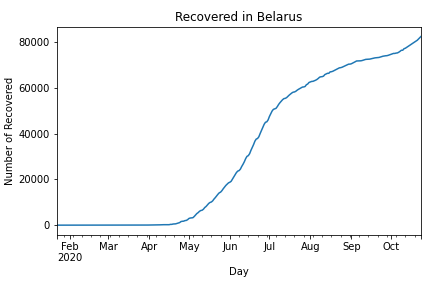 Recovered in Belarus
80000
60000
40000
20000
0
Number of Recovered
Feb Mar Apr May Jun Jul Aug Sep Oct
2020
Day